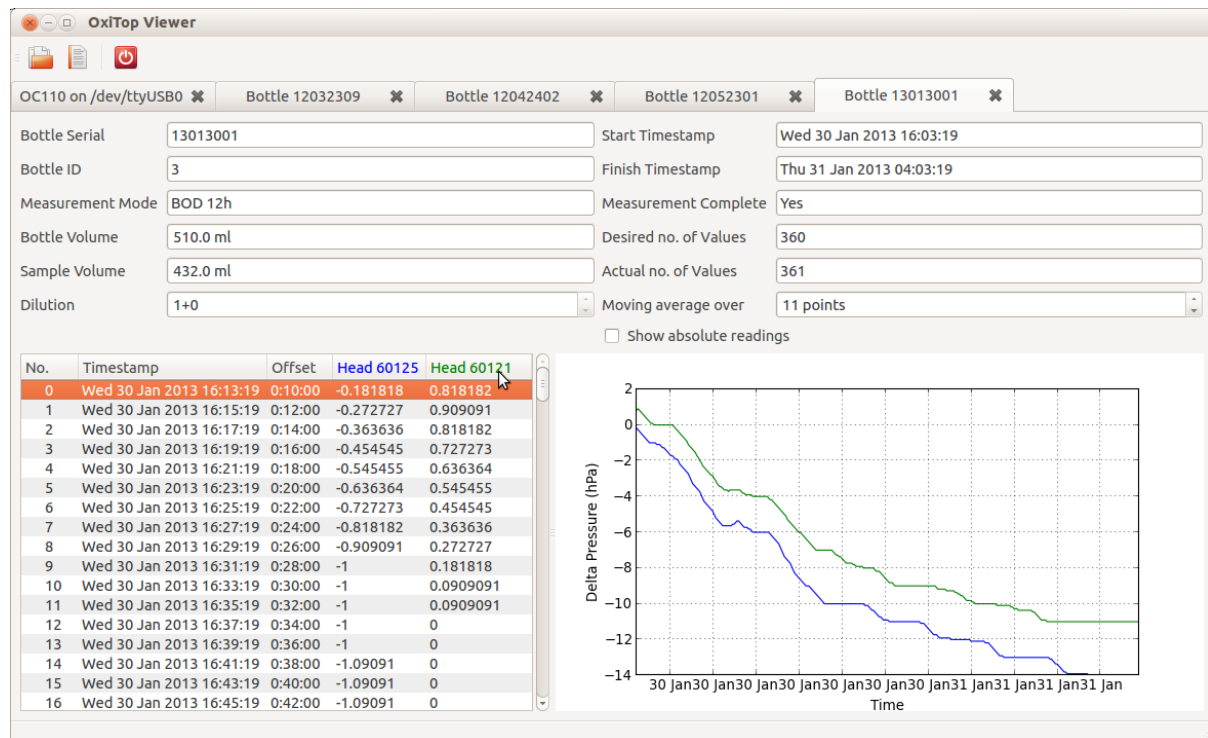 OxiTop Viewer
OC110 on /dev/ttyUSB0 Bottle 12032309 Bottle 12042402 Bottle 12052301 Bottle 13013001
Bottle Serial 13013001 Start Timestamp Wed 30 Jan 2013 16:03:19
Bottle ID 3 Finish Timestamp Thu 31 Jan 2013 04:03:19
Measurement Mode BOD 12h Measurement Complete Yes
Bottle Volume 510.0 ml Desired no. of Values 360
Sample Volume 432.0 ml Actual no. of Values 361
Dilution 1+0 Moving average over 11 points
Show absolute readings
No. Timestamp Offset Head 60125 Head 60121
0 Wed 30 Jan 2013 16:13:19 0:10:00 -0.181818 0.818182
1 Wed 30 Jan 2013 16:15:19 0:12:00 -0.272727 0.909091
2 Wed 30 Jan 2013 16:17:19 0:14:00 -0.363636 0.818182
3 Wed 30 Jan 2013 16:19:19 0:16:00 -0.454545 0.727273
4 Wed 30 Jan 2013 16:21:19 0:18:00 -0.545455 0.636364
5 Wed 30 Jan 2013 16:23:19 0:20:00 -0.636364 0.545455
6 Wed 30 Jan 2013 16:25:19 0:22:00 -0.727273 0.454545
7 Wed 30 Jan 2013 16:27:19 0:24:00 -0.818182 0.363636
8 Wed 30 Jan 2013 16:29:19 0:26:00 -0.909091 0.272727
9 Wed 30 Jan 2013 16:31:19 0:28:00 -1 0.181818
10 Wed 30 Jan 2013 16:33:19 0:30:00 -1 0.0909091
11 Wed 30 Jan 2013 16:35:19 0:32:00 -1 0.0909091
12 Wed 30 Jan 2013 16:37:19 0:34:00 -1 0
13 Wed 30 Jan 2013 16:39:19 0:36:00 -1 0
14 Wed 30 Jan 2013 16:41:19 0:38:00 -1.09091 0
15 Wed 30 Jan 2013 16:43:19 0:40:00 -1.09091 0
16 Wed 30 Jan 2013 16:45:19 0:42:00 -1.09091 0
Delta Pressure (hPa)
2
0
−2
−4
−6
−8
−10
−12
−14
30 Jan30 Jan30 Jan30 Jan30 Jan30 Jan30 Jan31 Jan31 Jan31 Jan31 Jan
Time